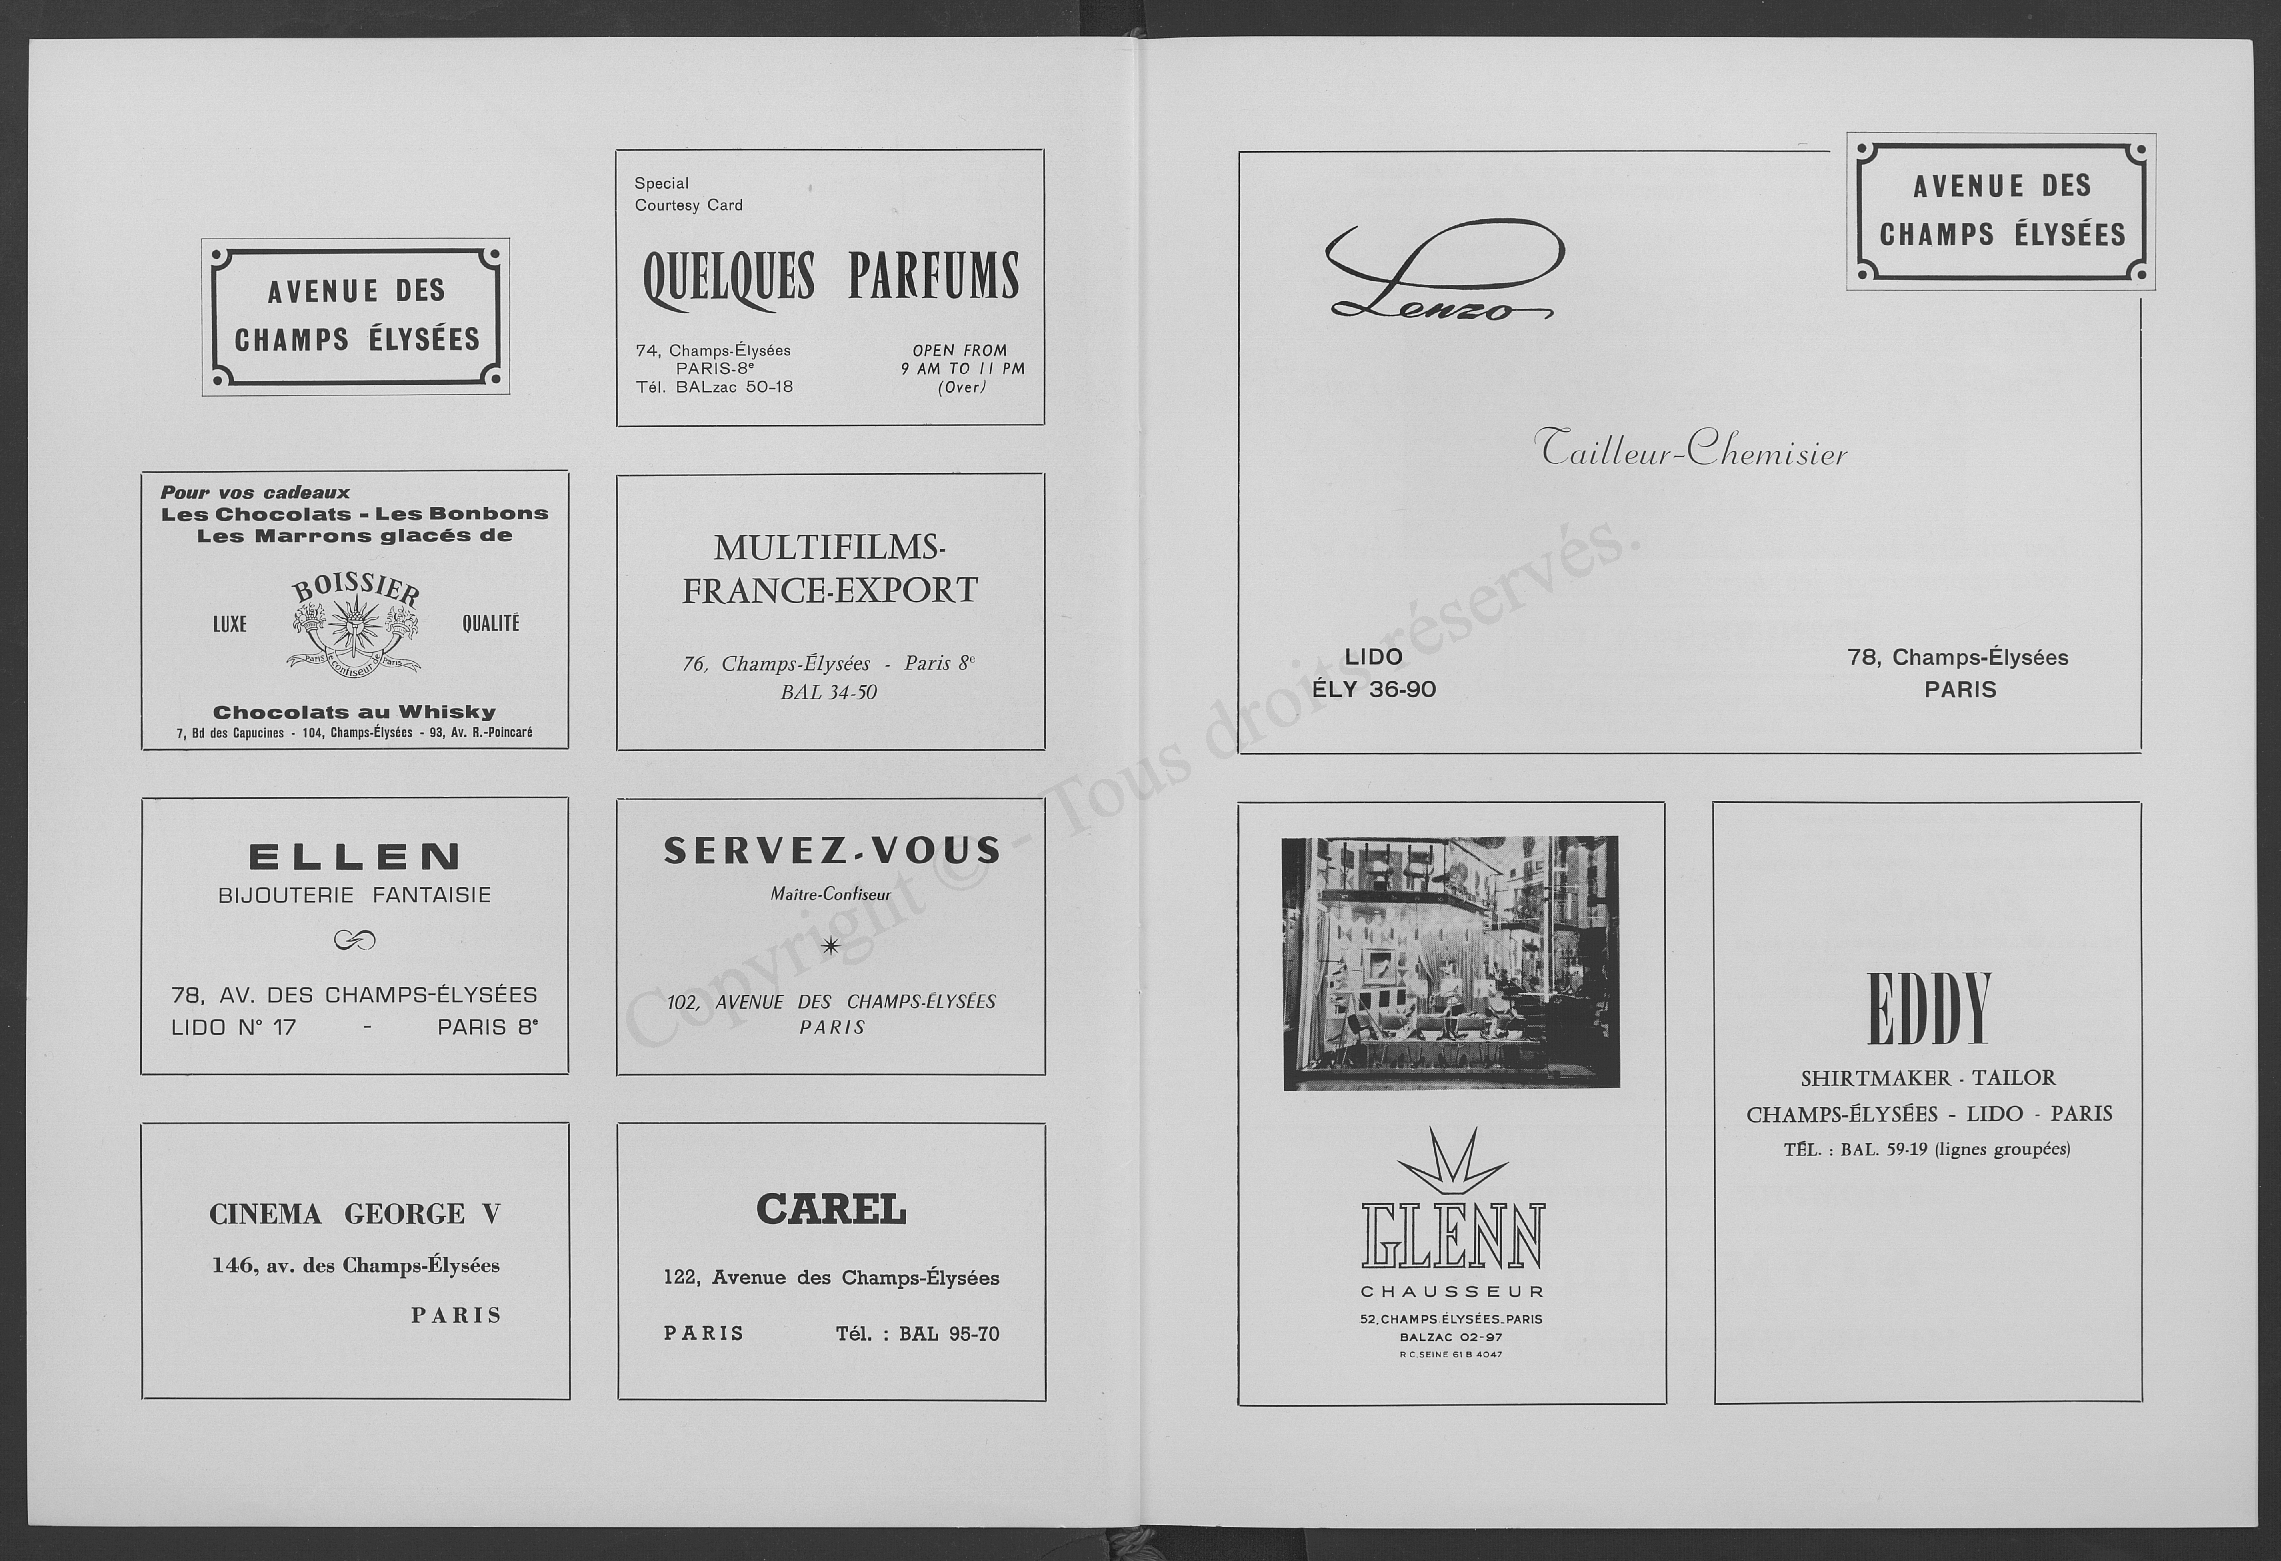 AVENUE DES
CHAMPS ÉLYSÉES
Special
Courtesy Card
QUELQUES PARFUMS
74, Champs-Élysées
PARIS-8e
Tél. BALzac 50-18
OPEN FROM
9 AM TO 11 PM
(Over)
Pour vos cadeaux
Les Chocolats - Les Bonbons
Les Marrons glacés de
BOISSIER
LUXE
QUALITÉ
Paris confiseur de Paris
Chocolats au Whisky
7, Bd des Capucines - 104, Champs-Élysées - 93, Av. R.-Poincaré
MULTIFILMS-
FRANCE-EXPORT
76, Champs-Élysées - Paris 8e
BAL 34-50
ELLEN
BIJOUTERIE FANTAISIE
78, AV. DES CHAMPS-ÉLYSÉES
LIDO N° 17 - PARIS 8e
SERVEZ-VOUS
Maître-Confiseur
102, AVENUE DES CHAMPS-ÉLYSÉES
PARIS
CINEMA GEORGE V
146, av. des Champs-Élysées
PARIS
CAREL
122, Avenue des Champs-Élysées
PARIS Tél. : BAL 95-70
AVENUE DES
CHAMPS ÉLYSÉES
Lenzo
Tailleur-Chemisier
LIDO
ÉLY 36-90
78, Champs-Élysées
PARIS
GLENN
CHAUSSEUR
52, CHAMPS ÉLYSÉES-PARIS
BALZAC 02-97
R.C. SEINE 61 B 4047
EDDY
SHIRTMAKER - TAILOR
CHAMPS-ÉLYSÉES - LIDO - PARIS
TÉL. : BAL. 59-19 (lignes groupées)
Copyright © - Tous droits réservés.